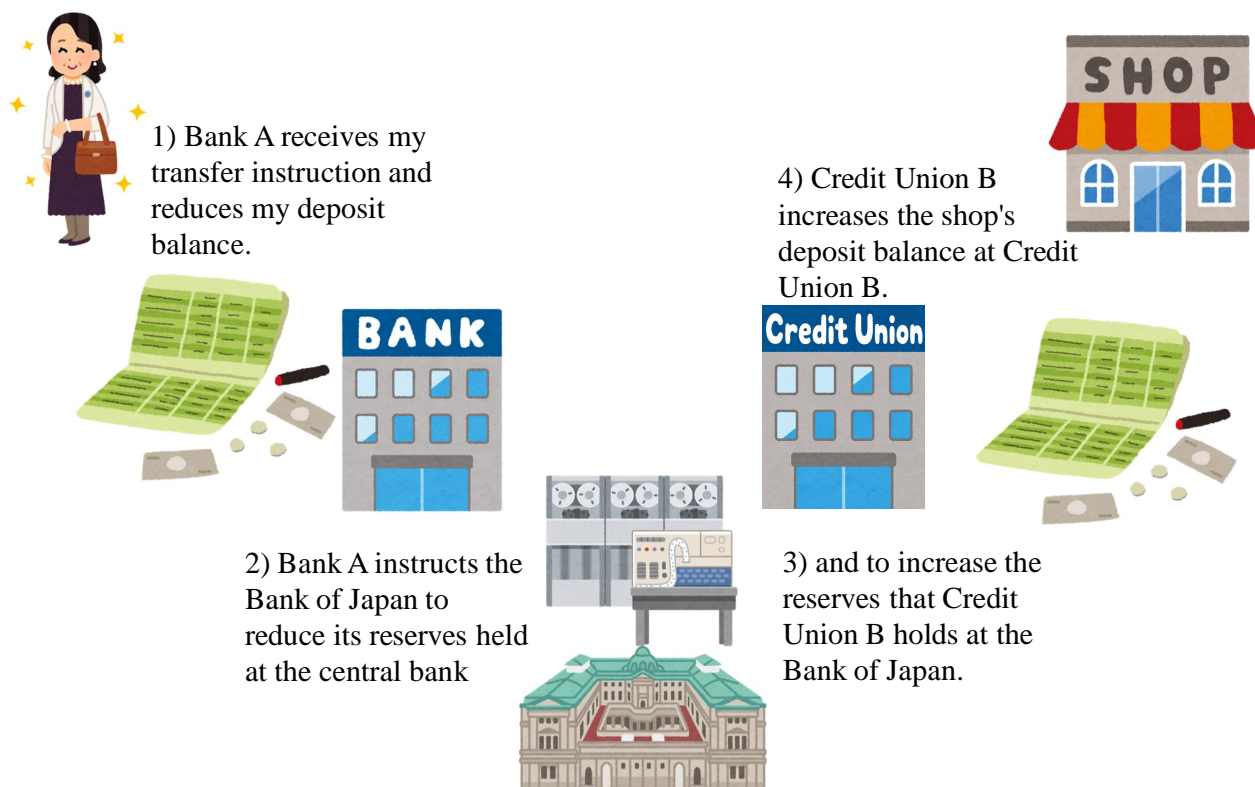 1) Bank A receives my
transfer instruction and
reduces my deposit
balance.
BANK
2) Bank A instructs the
Bank of Japan to
reduce its reserves held
at the central bank
3) and to increase the
reserves that Credit
Union B holds at the
Bank of Japan.
SHOP
4) Credit Union B
increases the shop's
deposit balance at Credit
Union B.
Credit Union